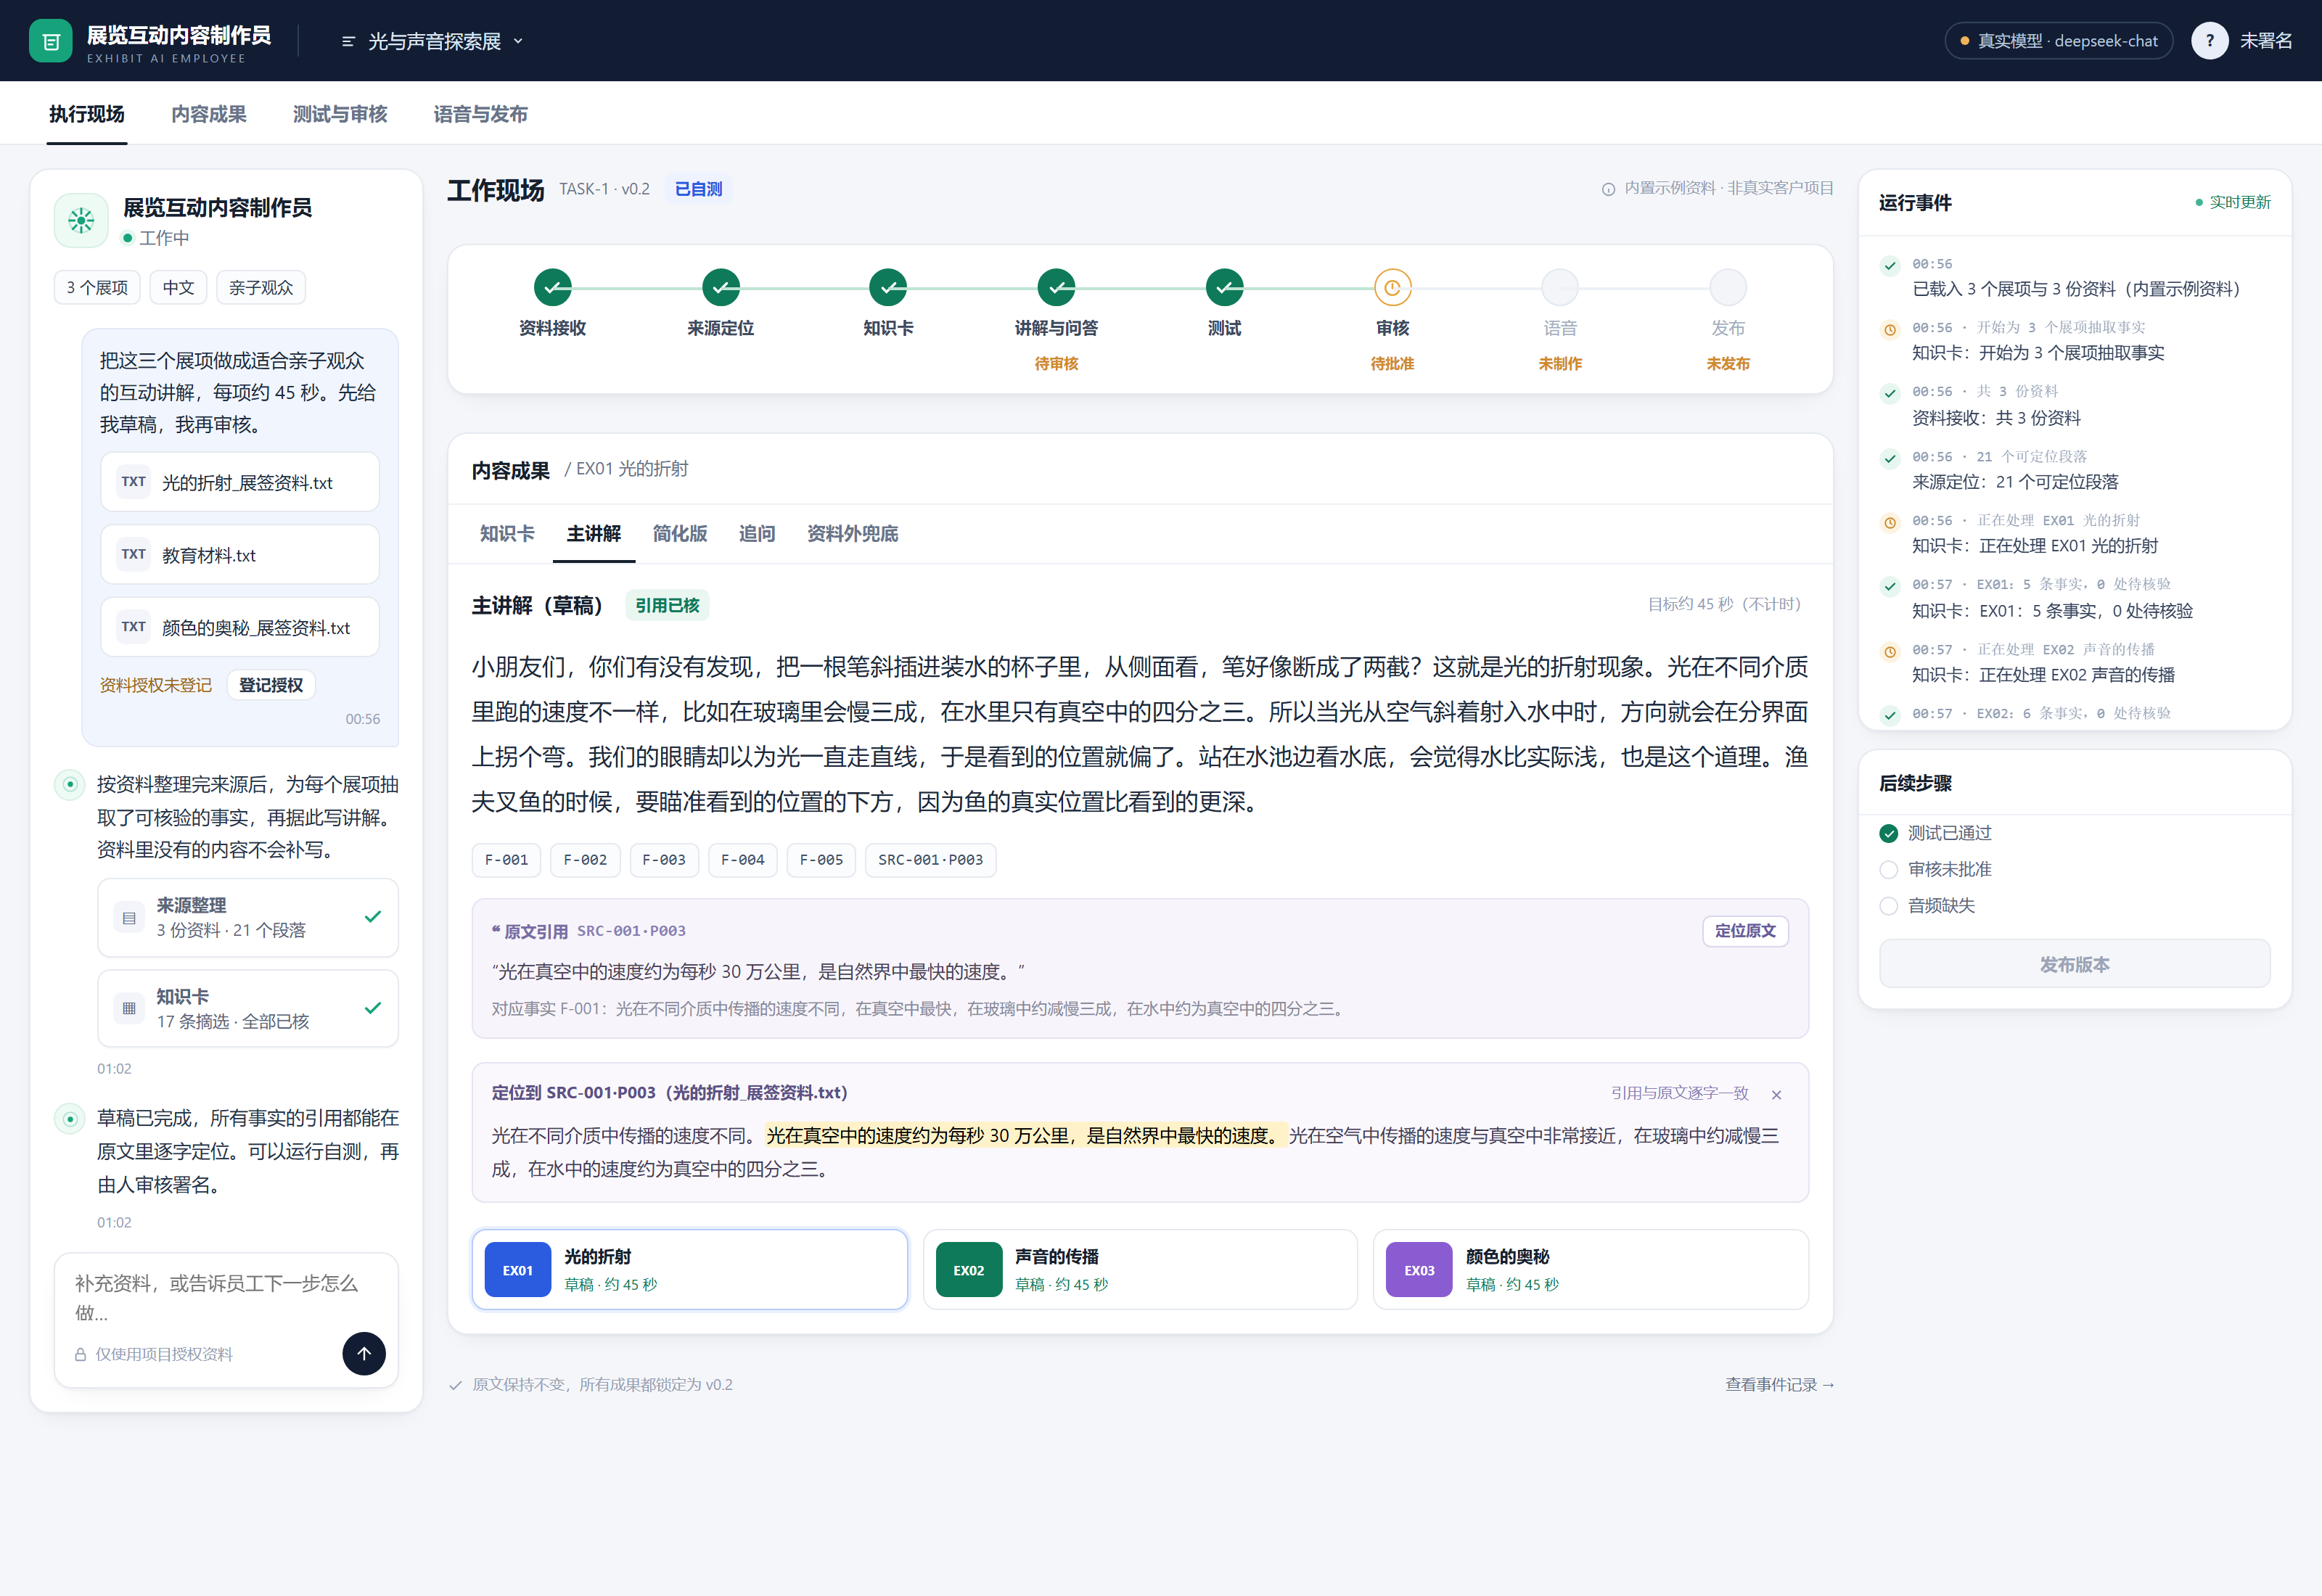 展览互动内容制作员
EXHIBIT AI EMPLOYEE
光与声音探索展
真实模型 · deepseek-chat
?
未署名
执行现场
内容成果
测试与审核
语音与发布
展览互动内容制作员
工作中
3 个展项
中文
亲子观众
把这三个展项做成适合亲子观众
的互动讲解，每项约 45 秒。先给
我草稿，我再审核。
TXT
光的折射_展签资料.txt
TXT
教育材料.txt
TXT
颜色的奥秘_展签资料.txt
资料授权未登记
登记授权
00:56
按资料整理完来源后，为每个展项抽
取了可核验的事实，再据此写讲解。
资料里没有的内容不会补写。
来源整理
3 份资料 · 21 个段落
知识卡
17 条摘选 · 全部已核
01:02
草稿已完成，所有事实的引用都能在
原文里逐字定位。可以运行自测，再
由人审核署名。
01:02
补充资料，或告诉员工下一步怎么
做...
仅使用项目授权资料
工作现场
TASK-1 · v0.2
已自测
内置示例资料 · 非真实客户项目
资料接收
来源定位
知识卡
讲解与问答
待审核
测试
审核
待批准
语音
未制作
发布
未发布
内容成果
/ EX01 光的折射
知识卡
主讲解
简化版
追问
资料外兜底
主讲解（草稿）
引用已核
目标约 45 秒（不计时）
小朋友们，你们有没有发现，把一根笔斜插进装水的杯子里，从侧面看，笔好像断成了两截？这就是光的折射现象。光在不同介质
里跑的速度不一样，比如在玻璃里会慢三成，在水里只有真空中的四分之三。所以当光从空气斜着射入水中时，方向就会在分界面
上拐个弯。我们的眼睛却以为光一直走直线，于是看到的位置就偏了。站在水池边看水底，会觉得水比实际浅，也是这个道理。渔
夫叉鱼的时候，要瞄准看到的位置的下方，因为鱼的真实位置比看到的更深。
F-001
F-002
F-003
F-004
F-005
SRC-001·P003
❝ 原文引用
SRC-001·P003
定位原文
“光在真空中的速度约为每秒 30 万公里，是自然界中最快的速度。”
对应事实 F-001：光在不同介质中传播的速度不同，在真空中最快，在玻璃中约减慢三成，在水中约为真空中的四分之三。
定位到 SRC-001·P003（光的折射_展签资料.txt）
引用与原文逐字一致
光在不同介质中传播的速度不同。光在真空中的速度约为每秒 30 万公里，是自然界中最快的速度。光在空气中传播的速度与真空中非常接近，在玻璃中约减慢三
成，在水中的速度约为真空中的四分之三。
EX01
光的折射
草稿 · 约 45 秒
EX02
声音的传播
草稿 · 约 45 秒
EX03
颜色的奥秘
草稿 · 约 45 秒
原文保持不变，所有成果都锁定为 v0.2
查看事件记录 →
运行事件
实时更新
00:56
已载入 3 个展项与 3 份资料（内置示例资料）
00:56 · 开始为 3 个展项抽取事实
知识卡：开始为 3 个展项抽取事实
00:56 · 共 3 份资料
资料接收：共 3 份资料
00:56 · 21 个可定位段落
来源定位：21 个可定位段落
00:56 · 正在处理 EX01 光的折射
知识卡：正在处理 EX01 光的折射
00:57 · EX01：5 条事实，0 处待核验
知识卡：EX01：5 条事实，0 处待核验
00:57 · 正在处理 EX02 声音的传播
知识卡：正在处理 EX02 声音的传播
00:57 · EX02：6 条事实，0 处待核验
后续步骤
测试已通过
审核未批准
音频缺失
发布版本